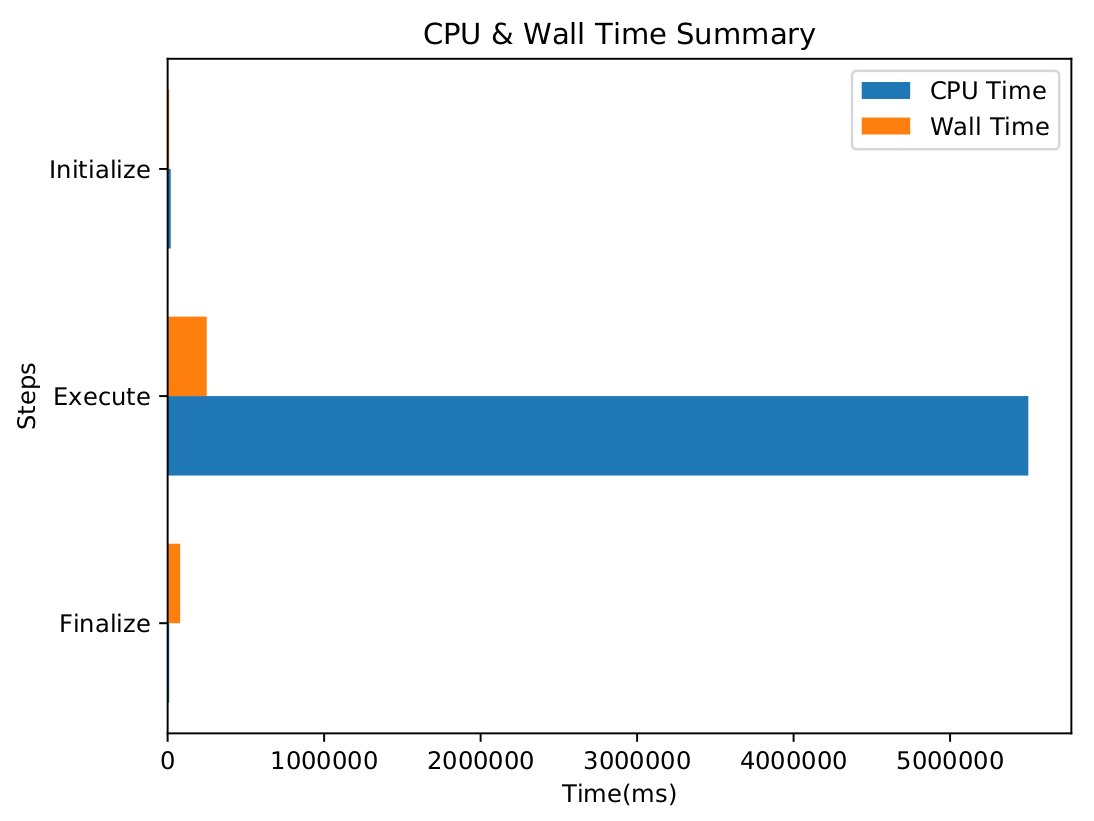 CPU & Wall Time Summary
CPU Time
Wall Time
Initialize
Execute
Finalize
Steps
0 1000000 2000000 3000000 4000000 5000000
Time(ms)